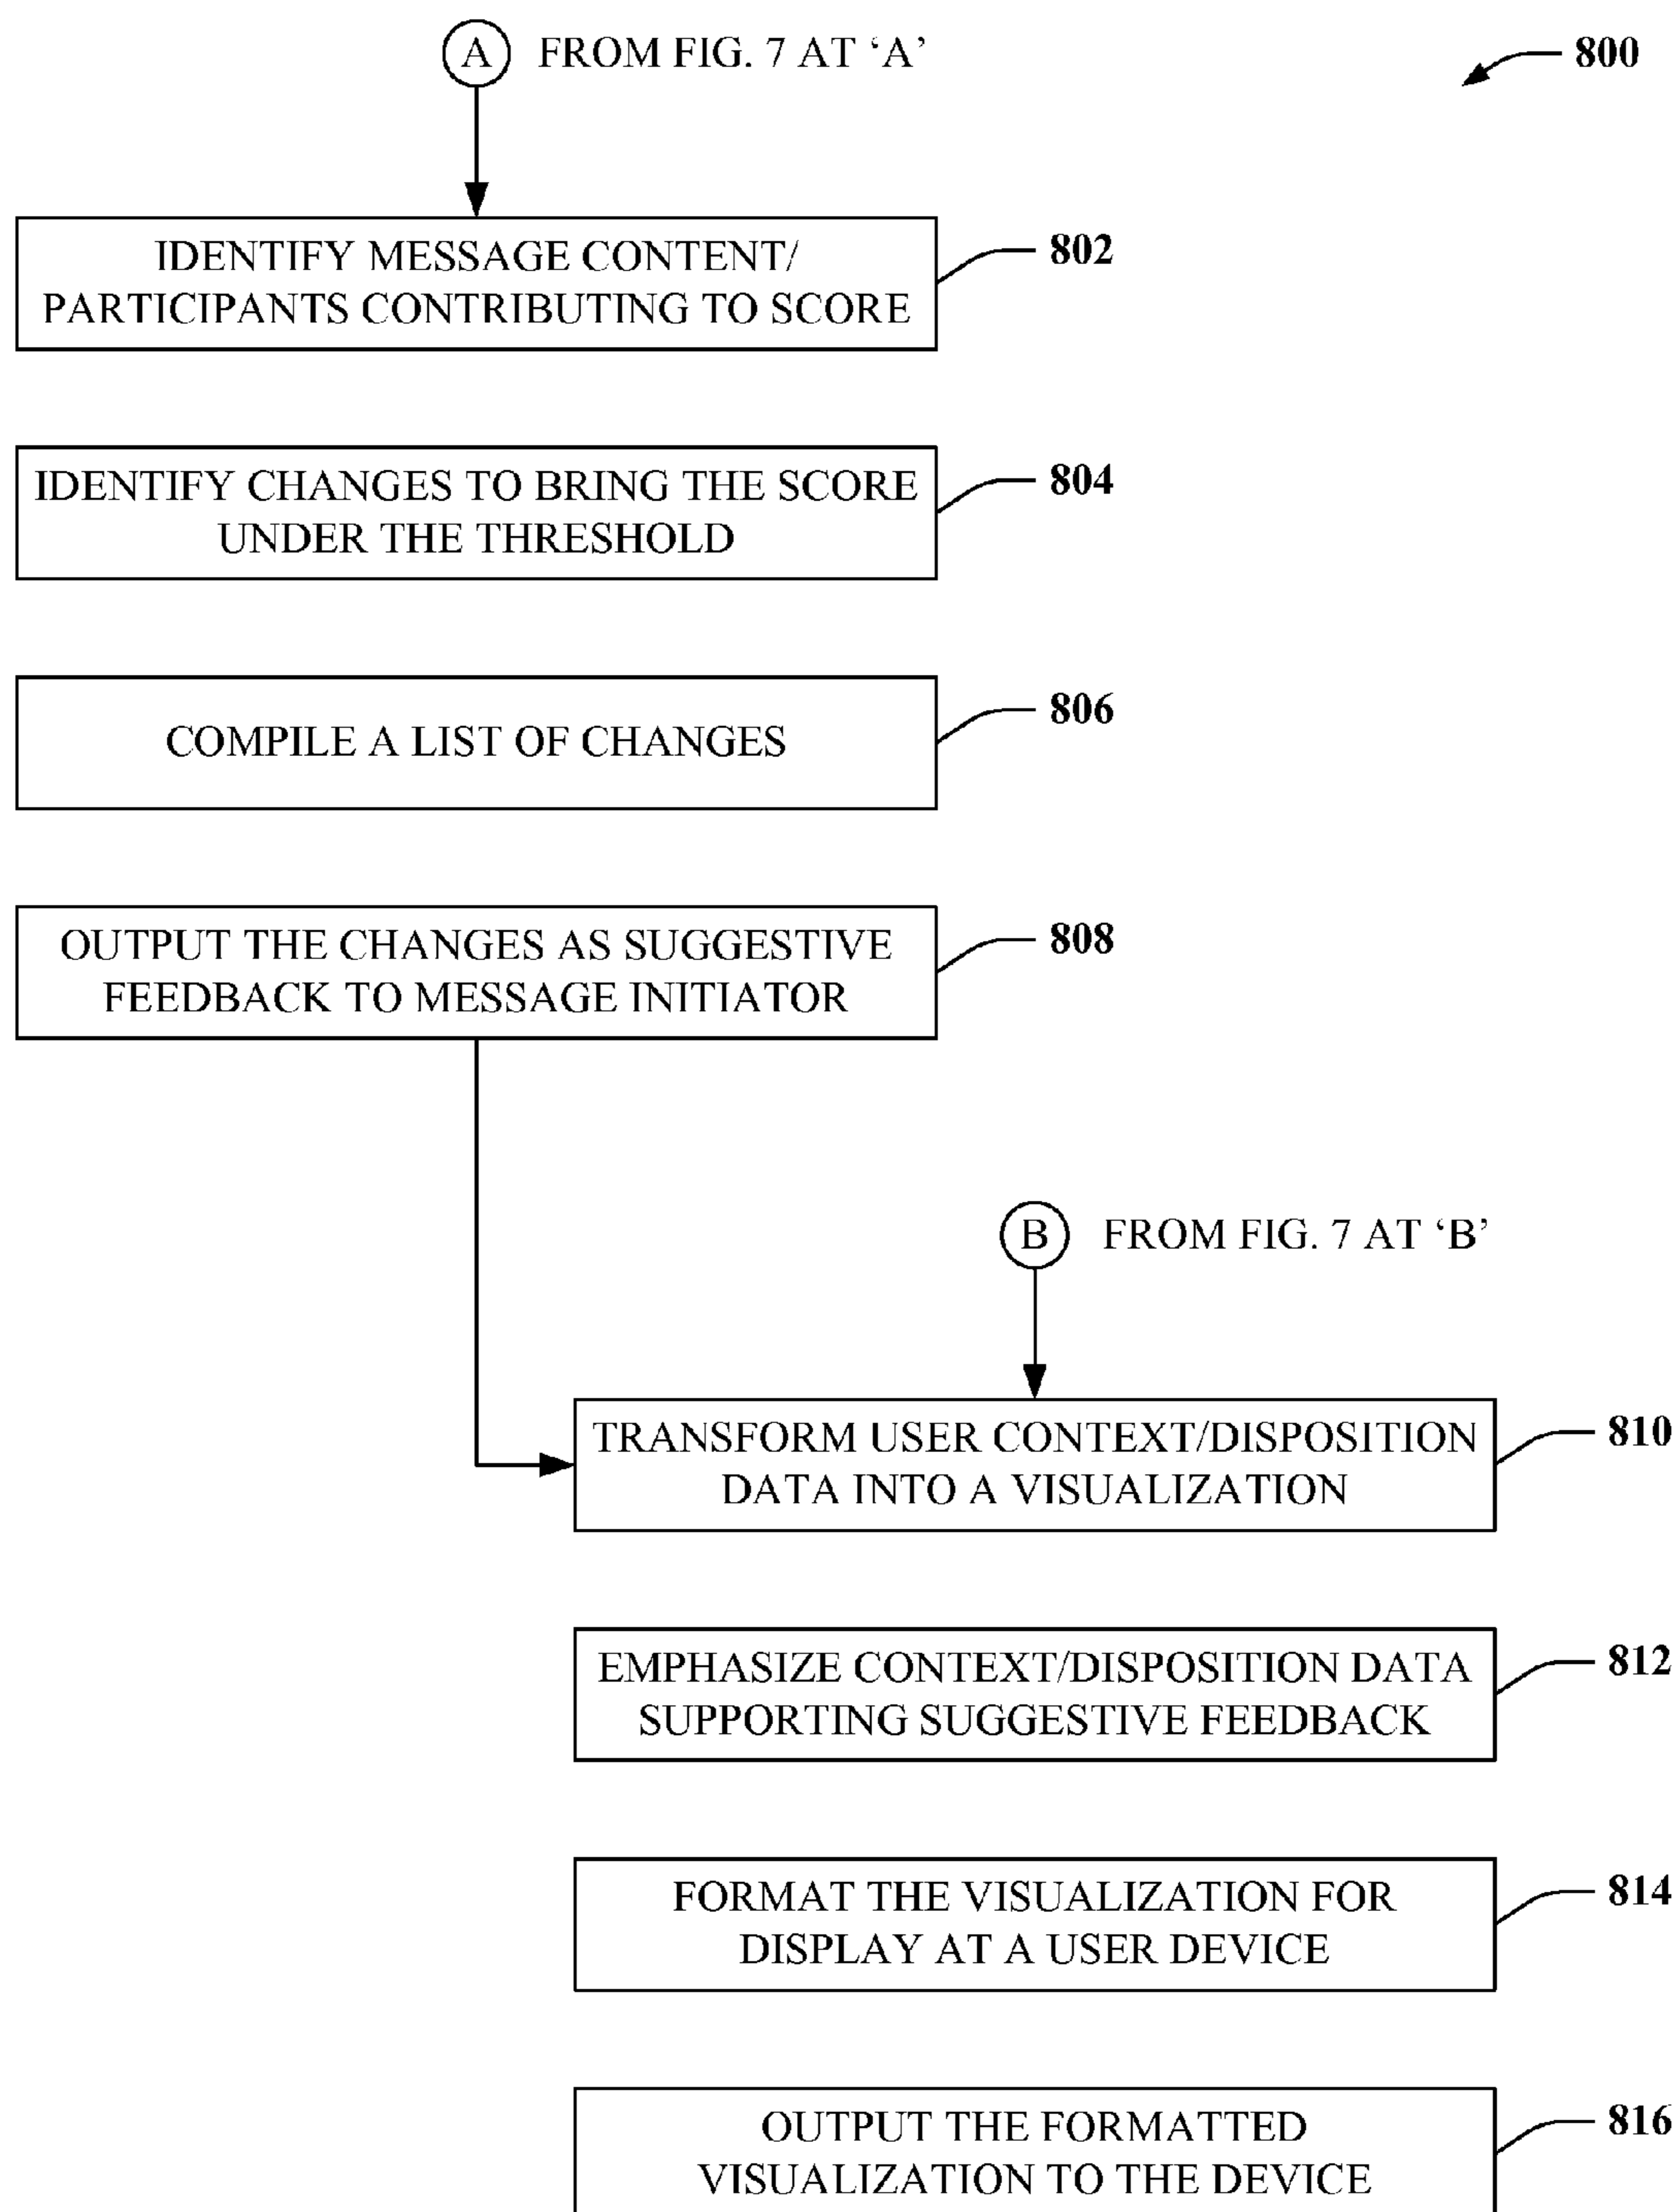 A FROM FIG. 7 AT ‘A’
800
IDENTIFY MESSAGE CONTENT/
PARTICIPANTS CONTRIBUTING TO SCORE
802
IDENTIFY CHANGES TO BRING THE SCORE
UNDER THE THRESHOLD
804
COMPILE A LIST OF CHANGES
806
OUTPUT THE CHANGES AS SUGGESTIVE
FEEDBACK TO MESSAGE INITIATOR
808
B FROM FIG. 7 AT ‘B’
TRANSFORM USER CONTEXT/DISPOSITION
DATA INTO A VISUALIZATION
810
EMPHASIZE CONTEXT/DISPOSITION DATA
SUPPORTING SUGGESTIVE FEEDBACK
812
FORMAT THE VISUALIZATION FOR
DISPLAY AT A USER DEVICE
814
OUTPUT THE FORMATTED
VISUALIZATION TO THE DEVICE
816